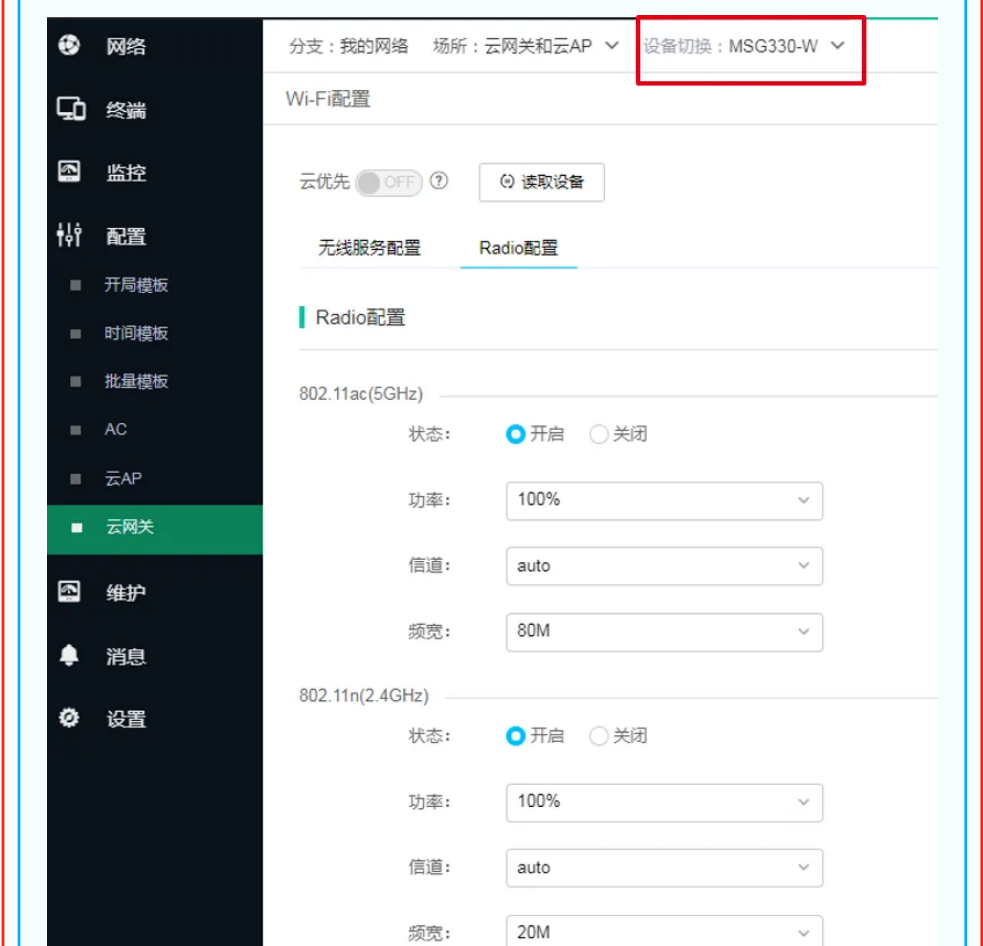 网络
终端
监控
配置
开局模板
时间模板
批量模板
AC
云AP
云网关
维护
消息
设置
分支：我的网络 场所：云网关和云AP 设备切换：MSG330-W
Wi-Fi配置
云优先 OFF ? 读取设备
无线服务配置 Radio配置
Radio配置
802.11ac(5GHz)
状态： 开启 关闭
功率： 100%
信道： auto
频宽： 80M
802.11n(2.4GHz)
状态： 开启 关闭
功率： 100%
信道： auto
频宽： 20M